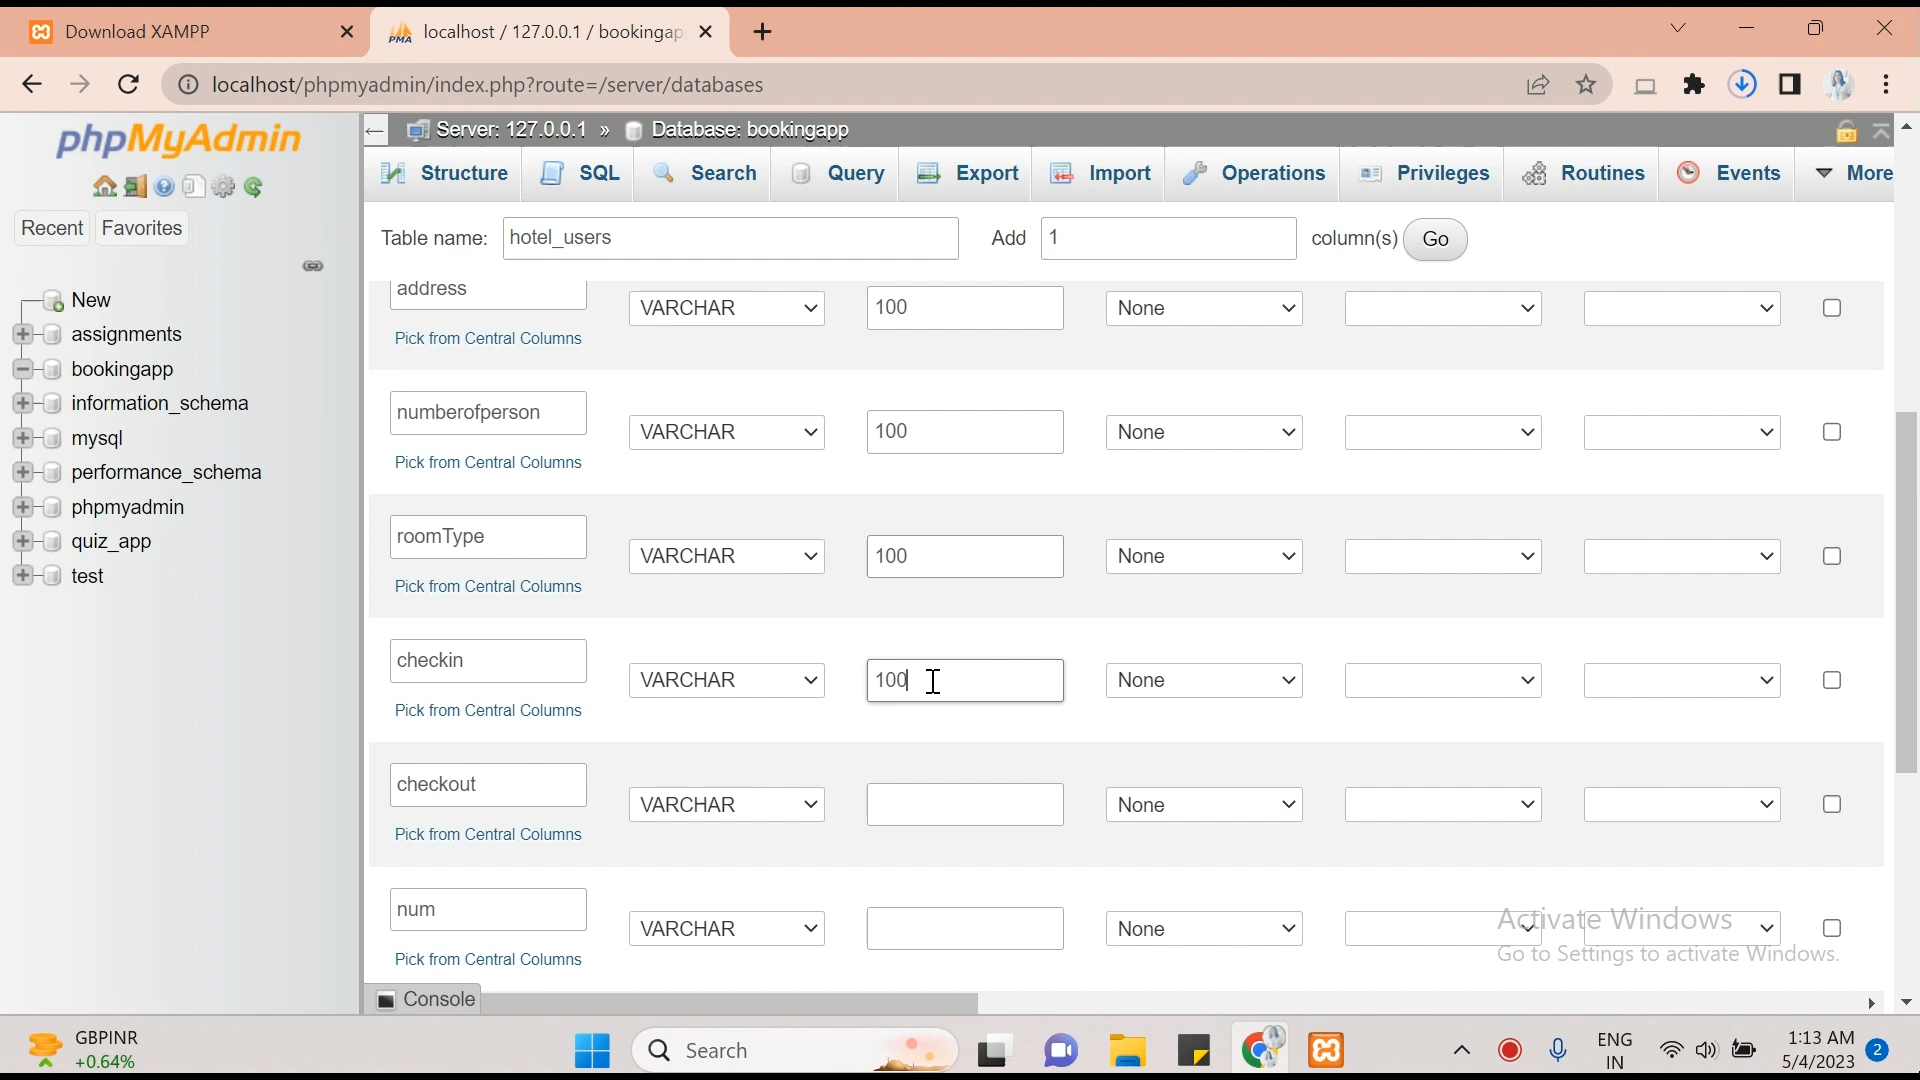 Download XAMPP
PMA localhost / 127.0.0.1 / bookingap
localhost/phpmyadmin/index.php?route=/server/databases
phpMyAdmin
Server: 127.0.0.1 » Database: bookingapp
Structure SQL Search Query Export Import Operations Privileges Routines Events More
Recent Favorites
Table name: hotel_users Add 1 column(s) Go
New
assignments
bookingapp
information_schema
mysql
performance_schema
phpmyadmin
quiz_app
test
address VARCHAR 100 None
Pick from Central Columns
numberofperson VARCHAR 100 None
Pick from Central Columns
roomType VARCHAR 100 None
Pick from Central Columns
checkin VARCHAR 100 None
Pick from Central Columns
checkout VARCHAR None
Pick from Central Columns
num VARCHAR None
Pick from Central Columns
Activate Windows
Go to Settings to activate Windows.
Console
GBPINR
+0.64%
Search
ENG
IN
1:13 AM
5/4/2023
2